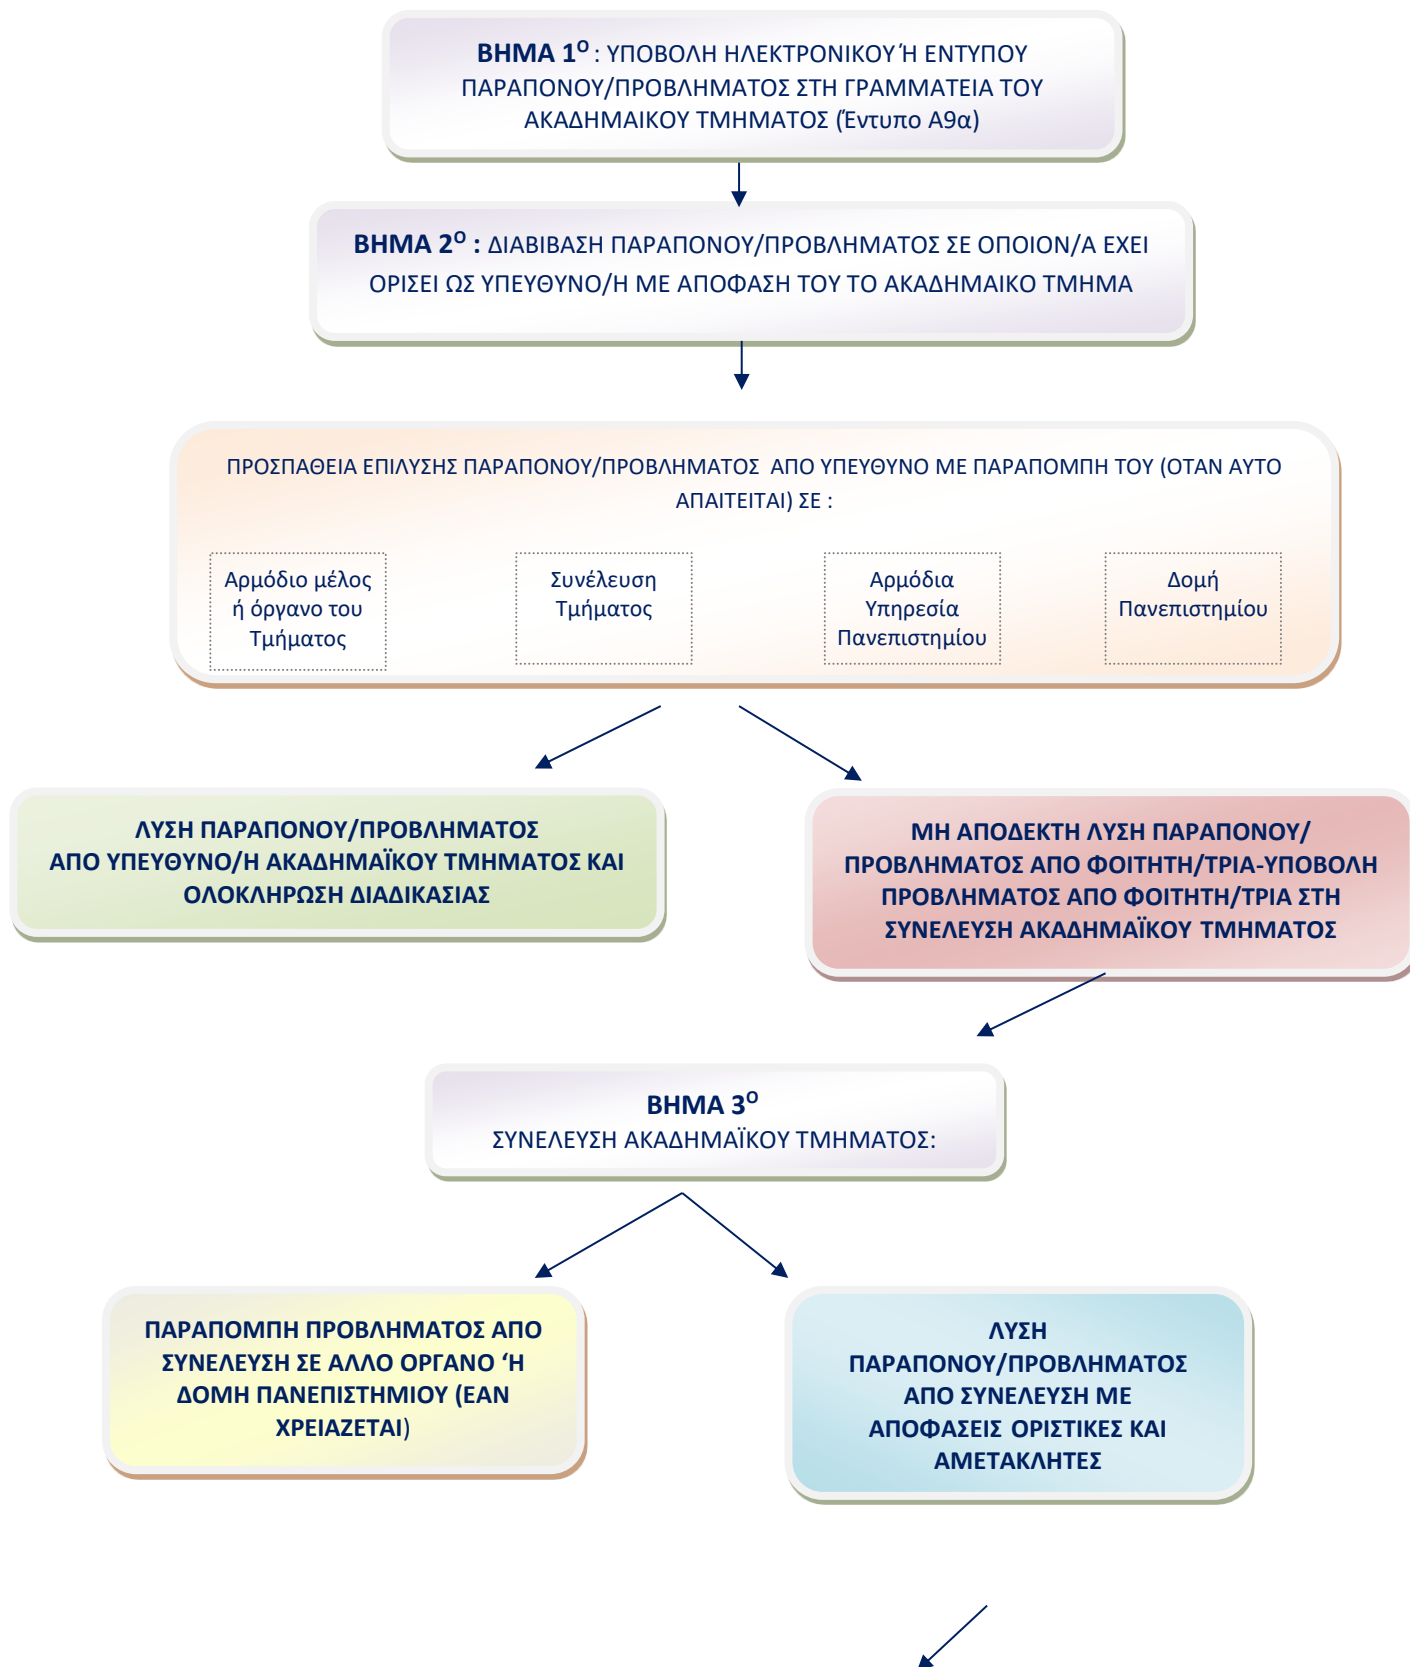 ΒΗΜΑ 1Ο : ΥΠΟΒΟΛΗ ΗΛΕΚΤΡΟΝΙΚΟΥ Ή ΕΝΤΥΠΟΥ
ΠΑΡΑΠΟΝΟΥ/ΠΡΟΒΛΗΜΑΤΟΣ ΣΤΗ ΓΡΑΜΜΑΤΕΙΑ ΤΟΥ
ΑΚΑΔΗΜΑΙΚΟΥ ΤΜΗΜΑΤΟΣ (Έντυπο Α9α)
ΒΗΜΑ 2Ο : ΔΙΑΒΙΒΑΣΗ ΠΑΡΑΠΟΝΟΥ/ΠΡΟΒΛΗΜΑΤΟΣ ΣΕ ΟΠΟΙΟΝ/Α ΕΧΕΙ
ΟΡΙΣΕΙ ΩΣ ΥΠΕΥΘΥΝΟ/Η ΜΕ ΑΠΟΦΑΣΗ ΤΟΥ ΤΟ ΑΚΑΔΗΜΑΙΚΟ ΤΜΗΜΑ
ΠΡΟΣΠΑΘΕΙΑ ΕΠΙΛΥΣΗΣ ΠΑΡΑΠΟΝΟΥ/ΠΡΟΒΛΗΜΑΤΟΣ ΑΠΟ ΥΠΕΥΘΥΝΟ ΜΕ ΠΑΡΑΠΟΜΠΗ ΤΟΥ (ΟΤΑΝ ΑΥΤΟ
ΑΠΑΙΤΕΙΤΑΙ) ΣΕ :
Αρμόδιο μέλος
ή όργανο του
Τμήματος
Συνέλευση
Τμήματος
Αρμόδια
Υπηρεσία
Πανεπιστημίου
Δομή
Πανεπιστημίου
ΛΥΣΗ ΠΑΡΑΠΟΝΟΥ/ΠΡΟΒΛΗΜΑΤΟΣ
ΑΠΟ ΥΠΕΥΘΥΝΟ/Η ΑΚΑΔΗΜΑΪΚΟΥ ΤΜΗΜΑΤΟΣ ΚΑΙ
ΟΛΟΚΛΗΡΩΣΗ ΔΙΑΔΙΚΑΣΙΑΣ
ΜΗ ΑΠΟΔΕΚΤΗ ΛΥΣΗ ΠΑΡΑΠΟΝΟΥ/
ΠΡΟΒΛΗΜΑΤΟΣ ΑΠΟ ΦΟΙΤΗΤΗ/ΤΡΙΑ-ΥΠΟΒΟΛΗ
ΠΡΟΒΛΗΜΑΤΟΣ ΑΠΟ ΦΟΙΤΗΤΗ/ΤΡΙΑ ΣΤΗ
ΣΥΝΕΛΕΥΣΗ ΑΚΑΔΗΜΑΪΚΟΥ ΤΜΗΜΑΤΟΣ
ΒΗΜΑ 3Ο
ΣΥΝΕΛΕΥΣΗ ΑΚΑΔΗΜΑΪΚΟΥ ΤΜΗΜΑΤΟΣ:
ΠΑΡΑΠΟΜΠΗ ΠΡΟΒΛΗΜΑΤΟΣ ΑΠΟ
ΣΥΝΕΛΕΥΣΗ ΣΕ ΑΛΛΟ ΟΡΓΑΝΟ ‘Η
ΔΟΜΗ ΠΑΝΕΠΙΣΤΗΜΙΟΥ (ΕΑΝ
ΧΡΕΙΑΖΕΤΑΙ)
ΛΥΣΗ
ΠΑΡΑΠΟΝΟΥ/ΠΡΟΒΛΗΜΑΤΟΣ
ΑΠΟ ΣΥΝΕΛΕΥΣΗ ΜΕ
ΑΠΟΦΑΣΕΙΣ ΟΡΙΣΤΙΚΕΣ ΚΑΙ
ΑΜΕΤΑΚΛΗΤΕΣ